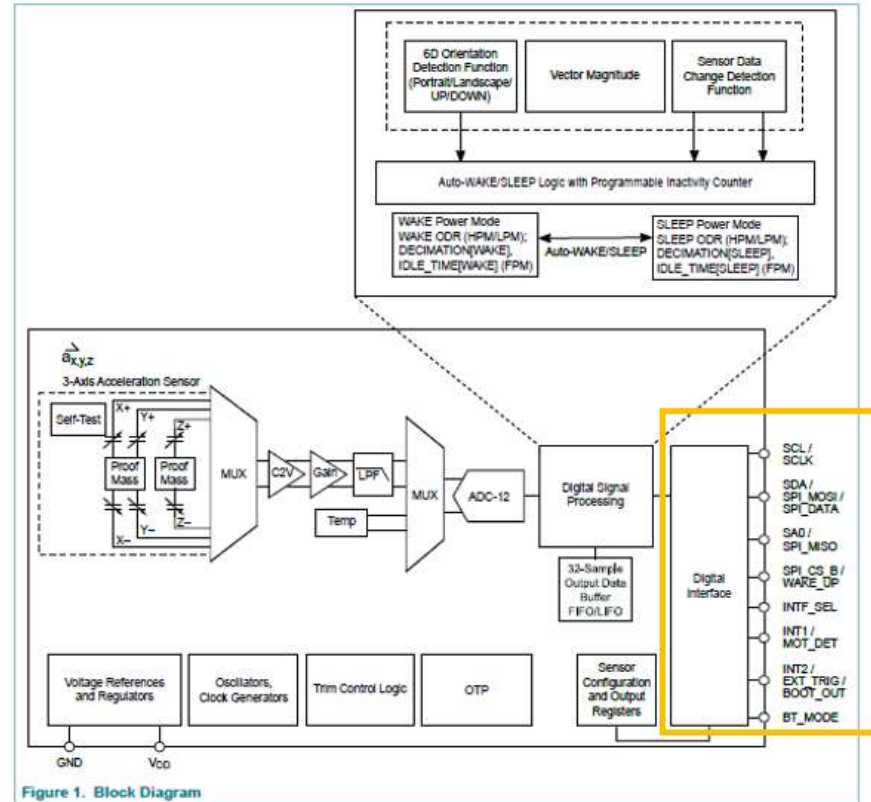 6D Orientation
Detection Function
(Portrait/Landscape/
UP/DOWN)
Vector Magnitude
Sensor Data
Change Detection
Function
Auto-WAKE/SLEEP Logic with Programmable Inactivity Counter
WAKE Power Mode
WAKE ODR (HPM/LPM);
DECIMATION[WAKE],
IDLE_TIME[WAKE] (FPM)
Auto-WAKE/SLEEP
SLEEP Power Mode
SLEEP ODR (HPM/LPM);
DECIMATION[SLEEP],
IDLE_TIME[SLEEP] (FPM)
ax,y,z
3-Axis Acceleration Sensor
Self-Test
X+
Y+
Z+
Proof
Mass
Proof
Mass
Z–
Y–
X–
MUX
C2V
Gain
LPF
Temp
MUX
ADC-12
Digital Signal
Processing
32-Sample
Output Data
Buffer
FIFO/LIFO
Digital
Interface
SCL /
SCLK
SDA /
SPI_MOSI /
SPI_DATA
SA0 /
SPI_MISO
SPI_CS_B /
WAKE_UP
INTF_SEL
INT1 /
MOT_DET
INT2 /
EXT_TRIG /
BOOT_OUT
BT_MODE
Voltage References
and Regulators
Oscillators,
Clock Generators
Trim Control Logic
OTP
Sensor
Configuration
and Output
Registers
GND
VDD
Figure 1. Block Diagram